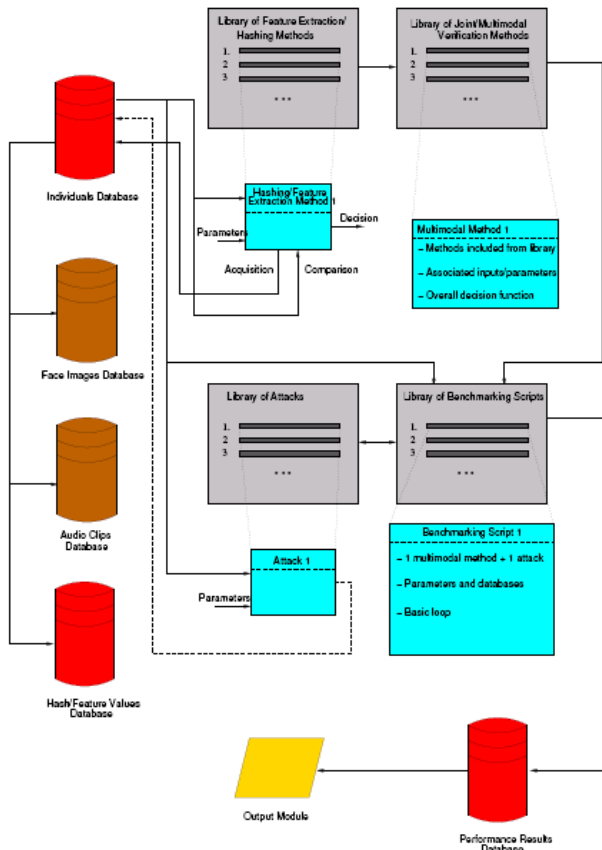 Library of Feature Extraction/
Hashing Methods
1.
2
3
...
Library of Joint/Multimodal
Verification Methods
1.
2
3
...
Individuals Database
Hashing/Feature
Extraction Method 1
Parameters
Decision
Acquisition
Comparison
Multimodal Method 1
– Methods included from library
– Associated inputs/parameters
– Overall decision function
Face Images Database
Library of Attacks
1.
2
3
...
Library of Benchmarking Scripts
1.
2
3
...
Audio Clips
Database
Attack 1
Parameters
Benchmarking Script 1
– 1 multimodal method + 1 attack
– Parameters and databases
– Basic loop
Hash/Feature Values
Database
Output Module
Performance Results
Database